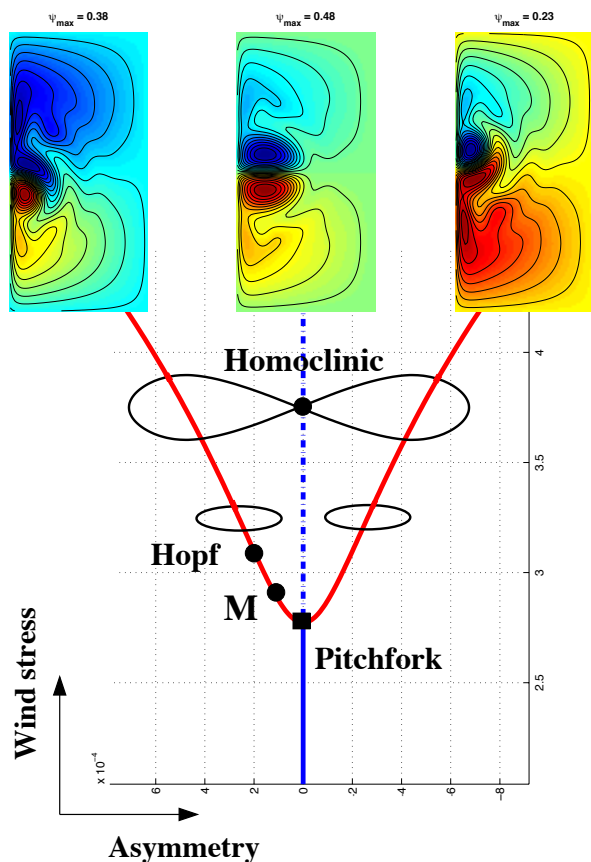 ψmax = 0.38
ψmax = 0.48
ψmax = 0.23
Homoclinic
Hopf
M
Pitchfork
4
3.5
3
2.5
Wind stress
x 10⁻⁴
6
4
2
0
-2
-4
-6
-8
Asymmetry